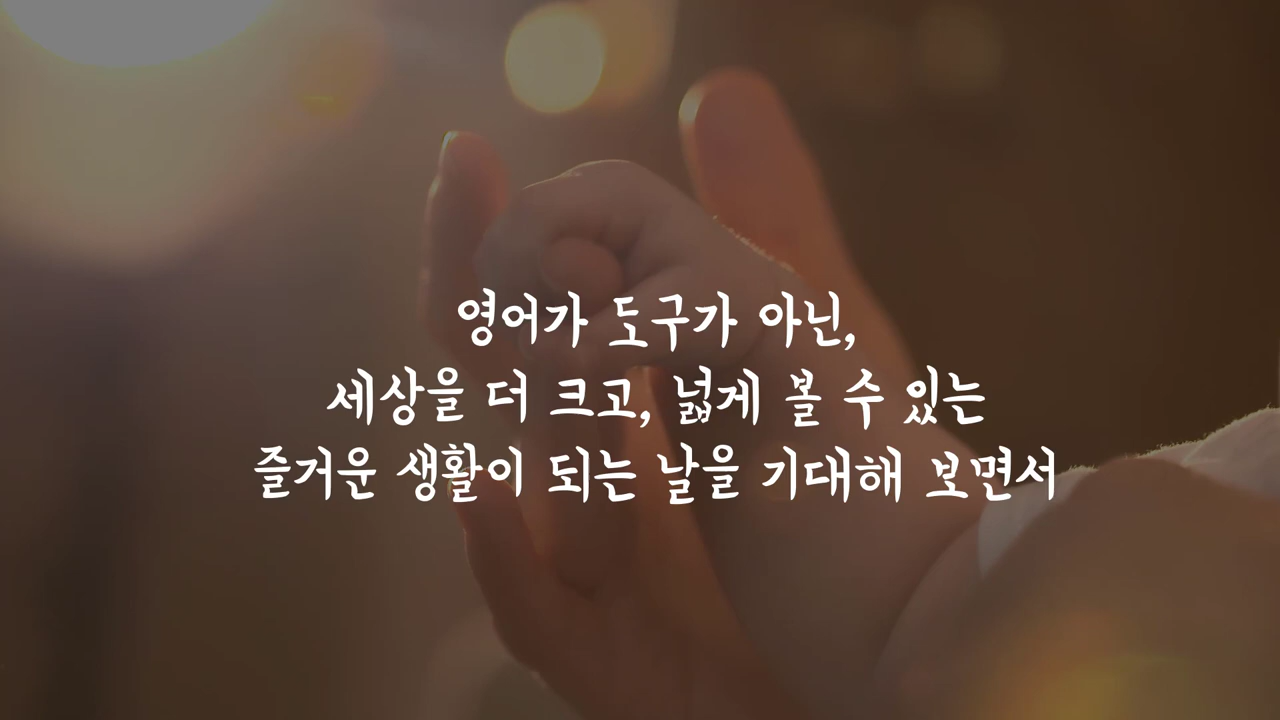 영어가 도구가 아닌,
세상을 더 크고, 넓게 볼 수 있는
즐거운 생활이 되는 날을 기대해 보면서